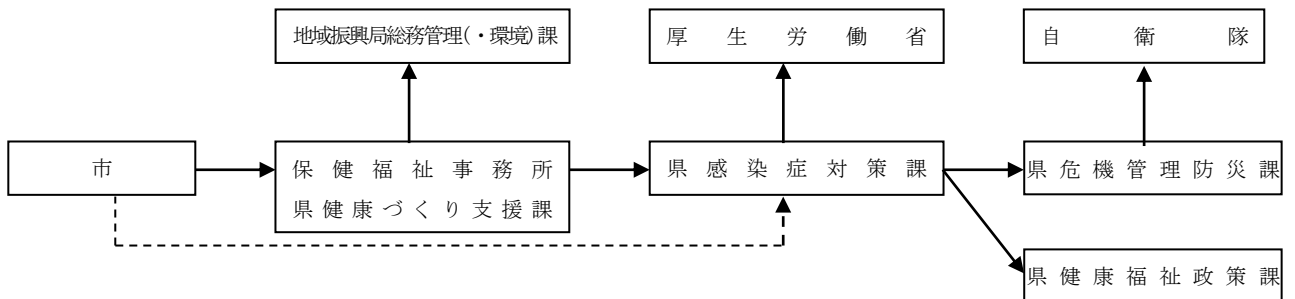 地域振興局総務管理(・環境)課
厚生労働省
自衛隊
市
保健福祉事務所
県健康づくり支援課
県感染症対策課
県危機管理防災課
県健康福祉政策課